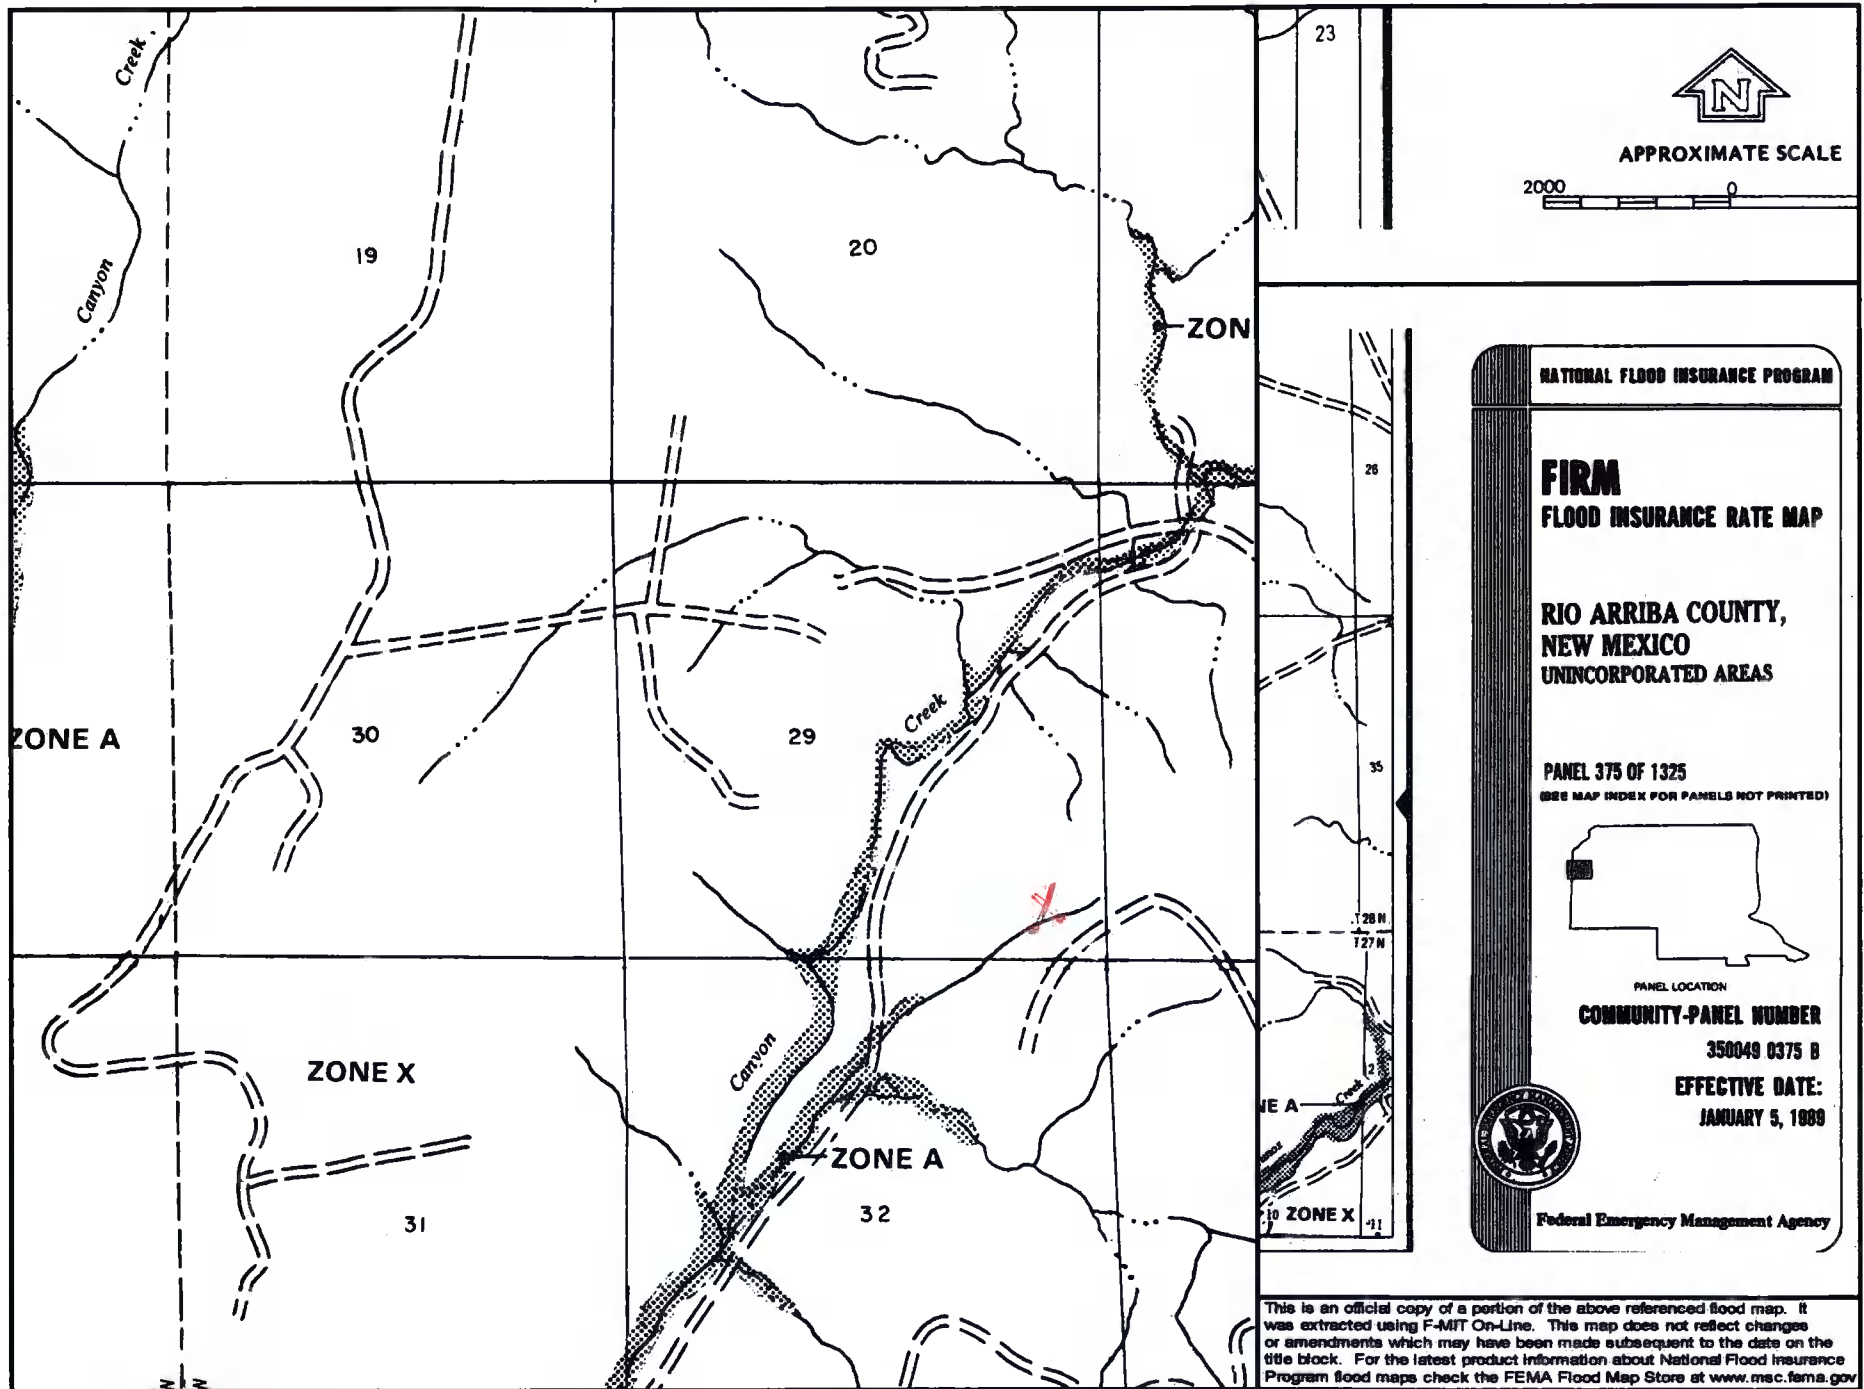 Creek
Canyon
19
20
ZON
ZONE A
30
29
Creek
ZONE X
Canyon
ZONE A
31
32
23
N
APPROXIMATE SCALE
2000 0
26
35
T28N
T27N
2
Creek
NE A
10 ZONE X 11
NATIONAL FLOOD INSURANCE PROGRAM
FIRM
FLOOD INSURANCE RATE MAP
RIO ARRIBA COUNTY,
NEW MEXICO
UNINCORPORATED AREAS
PANEL 375 OF 1325
(SEE MAP INDEX FOR PANELS NOT PRINTED)
PANEL LOCATION
COMMUNITY-PANEL NUMBER
350049 0375 B
EFFECTIVE DATE:
JANUARY 5, 1989
Federal Emergency Management Agency
This is an official copy of a portion of the above referenced flood map. It
was extracted using F-MIT On-Line. This map does not reflect changes
or amendments which may have been made subsequent to the date on the
title block. For the latest product information about National Flood Insurance
Program flood maps check the FEMA Flood Map Store at www.msc.fema.gov